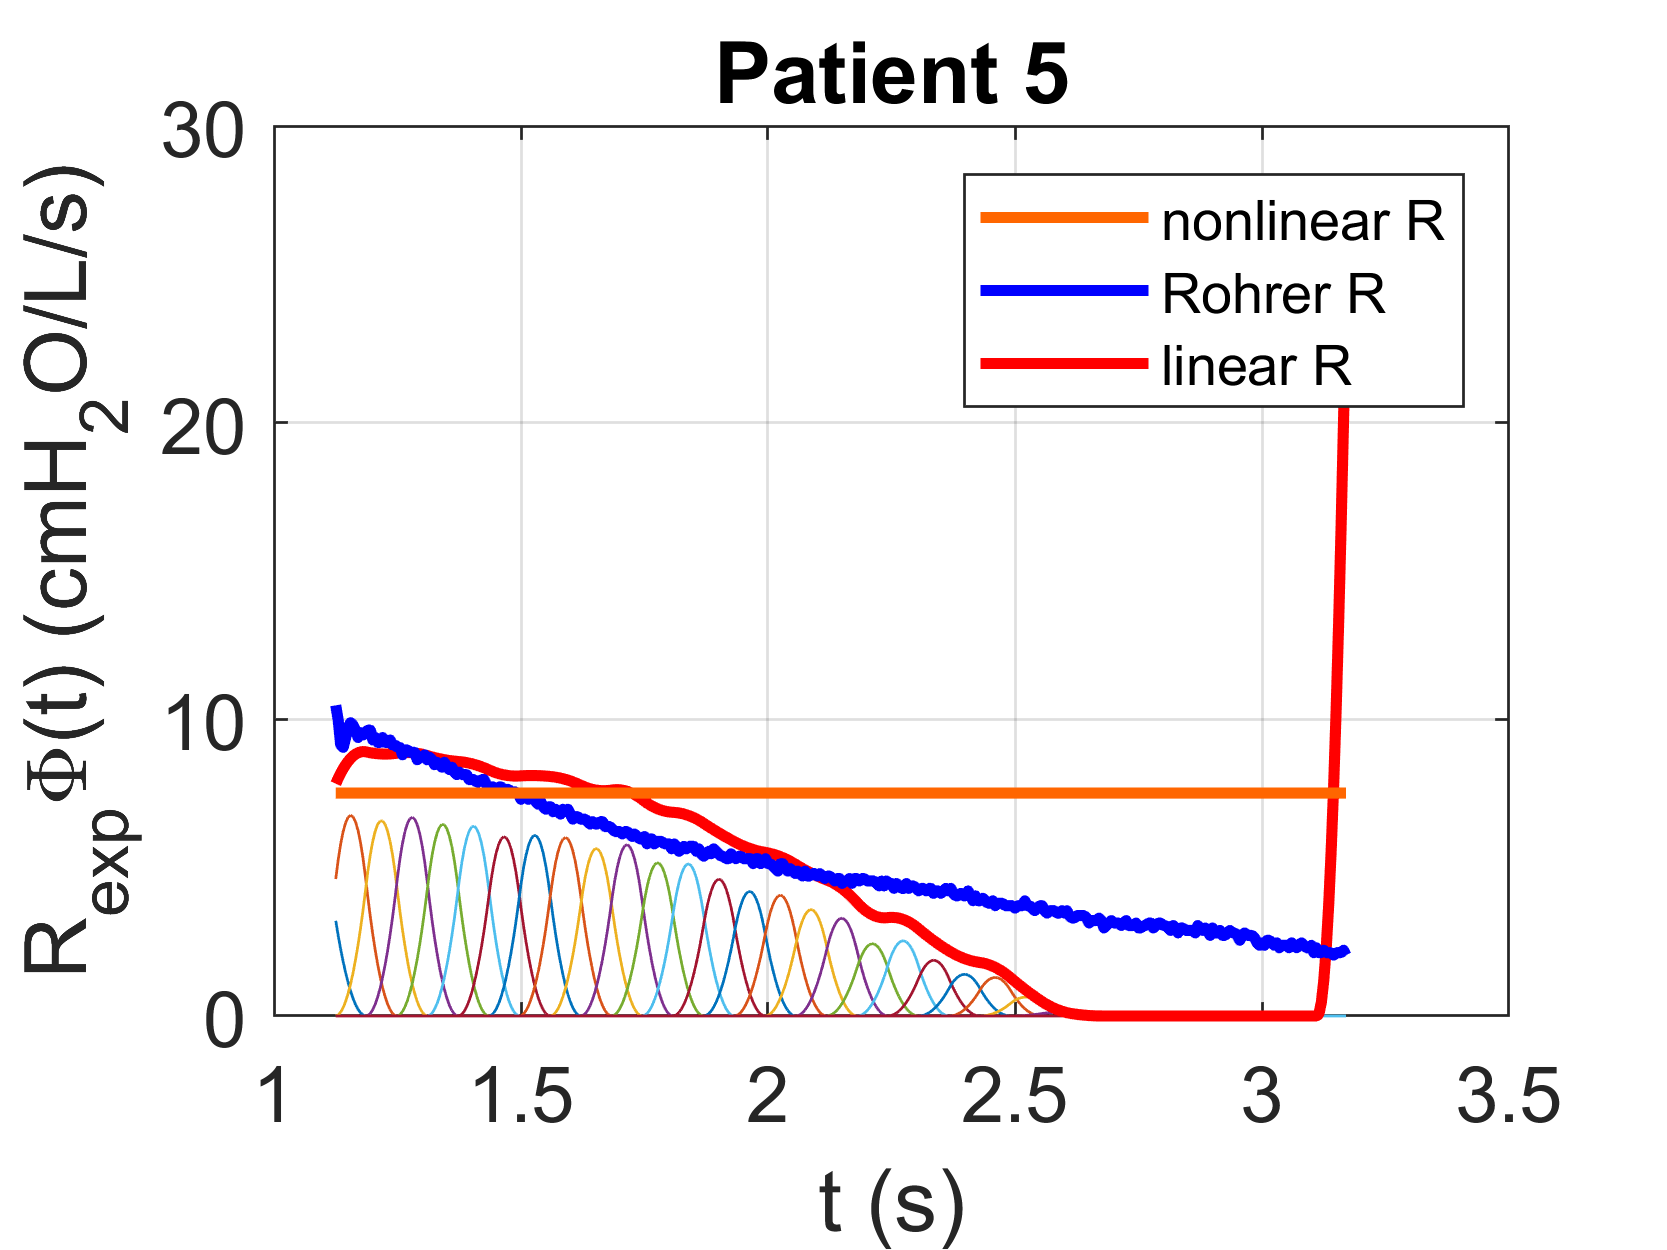 Patient 5
R_exp Φ(t) (cmH_2O/L/s)
30
20
10
0
nonlinear R
Rohrer R
linear R
1 1.5 2 2.5 3 3.5
t (s)